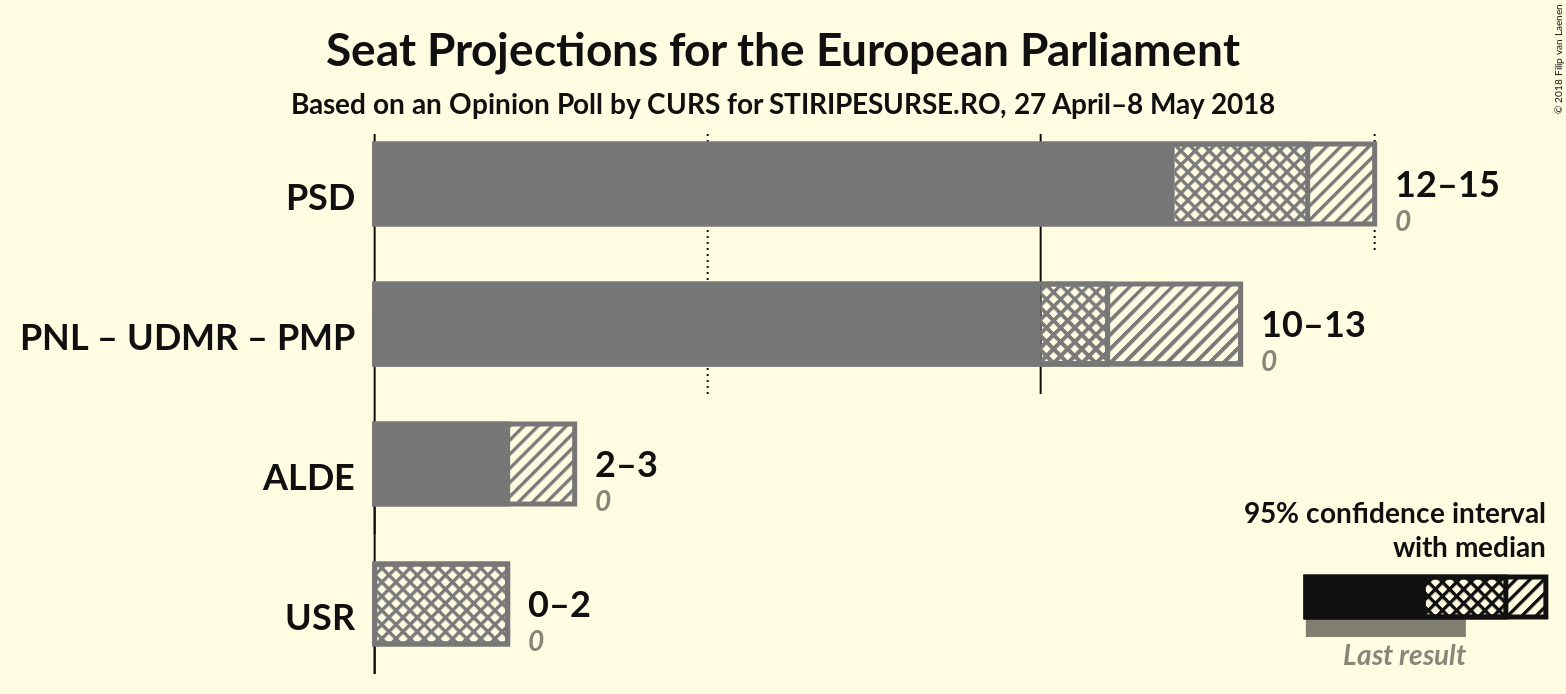 Seat Projections for the European Parliament
Based on an Opinion Poll by CURS for STIRIPESURSE.RO, 27 April–8 May 2018
© 2018 Filip van Laenen
PSD
12–15
0
PNL – UDMR – PMP
10–13
0
ALDE
2–3
0
USR
0–2
0
95% confidence interval
with median
Last result